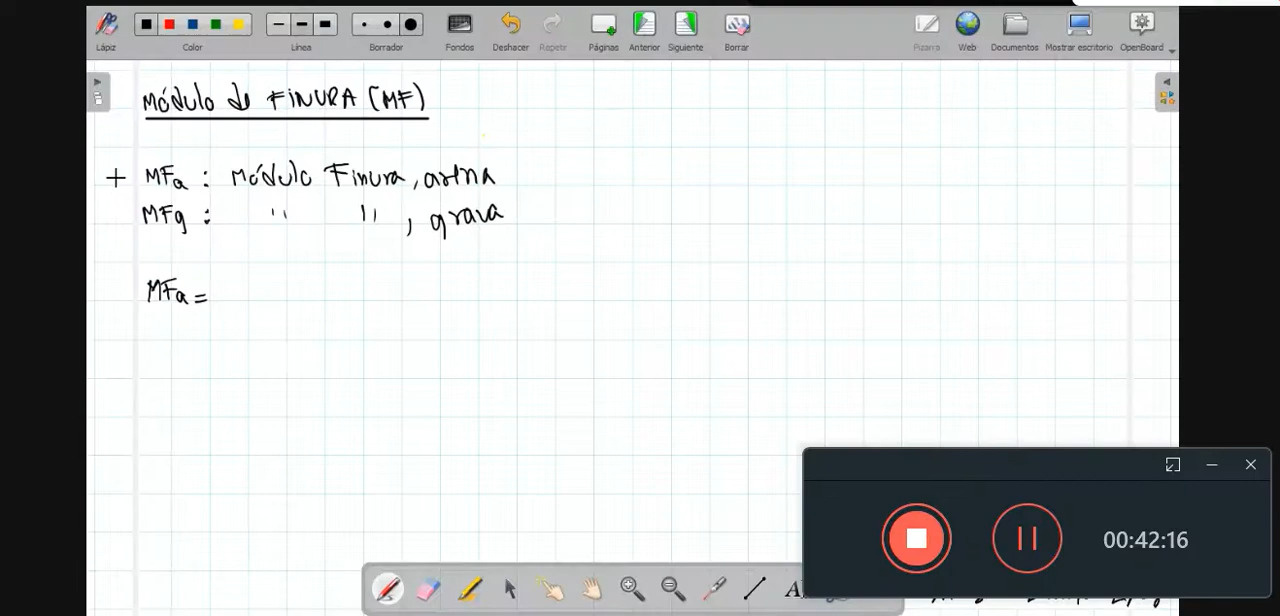 Lápiz Color Línea Borrador Fondos Deshacer Repetir Páginas Anterior Siguiente Borrar Pizarra Web Documentos Mostrar escritorio OpenBoard
Módulo de FINURA (MF)
+ MFa : Módulo Finura, arena
MFg : " " , grava
MFa =
00:42:16